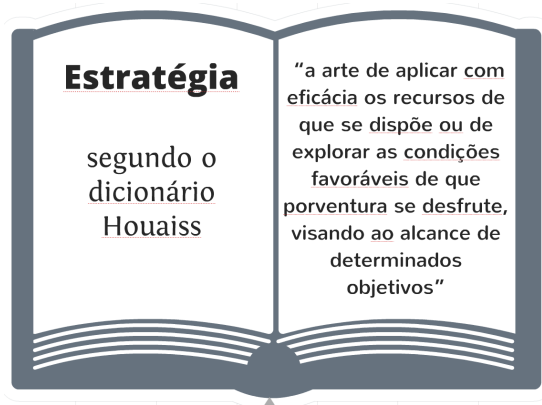 Estratégia
segundo o
dicionário
Houaiss
“a arte de aplicar com
eficácia os recursos de
que se dispõe ou de
explorar as condições
favoráveis de que
porventura se desfrute,
visando ao alcance de
determinados
objetivos”